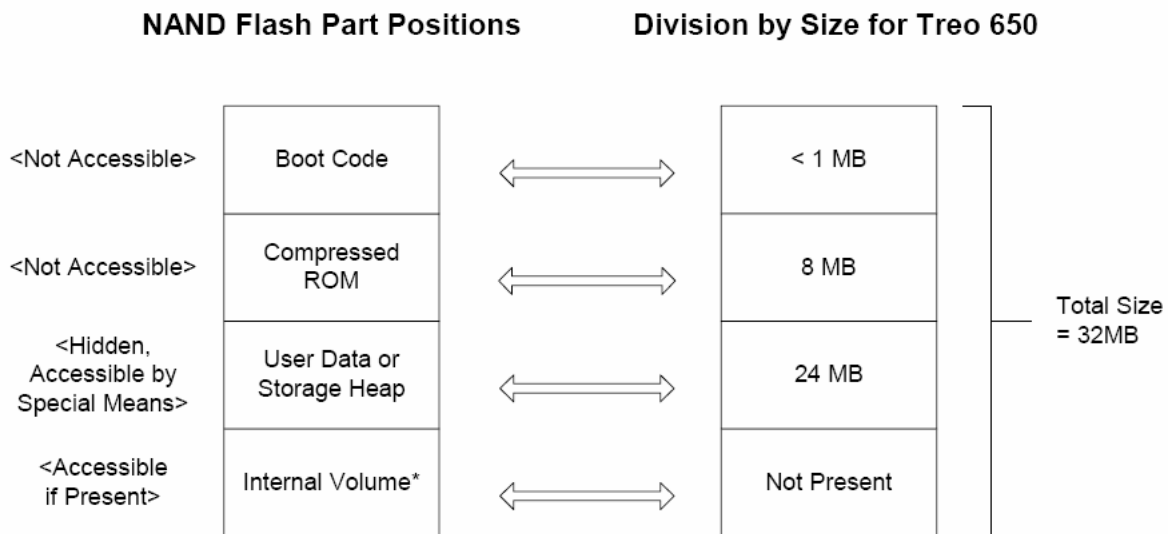 NAND Flash Part Positions
Division by Size for Treo 650
<Not Accessible>
Boot Code
< 1 MB
<Not Accessible>
Compressed
ROM
8 MB
<Hidden,
Accessible by
Special Means>
User Data or
Storage Heap
24 MB
<Accessible
if Present>
Internal Volume*
Not Present
Total Size
= 32MB